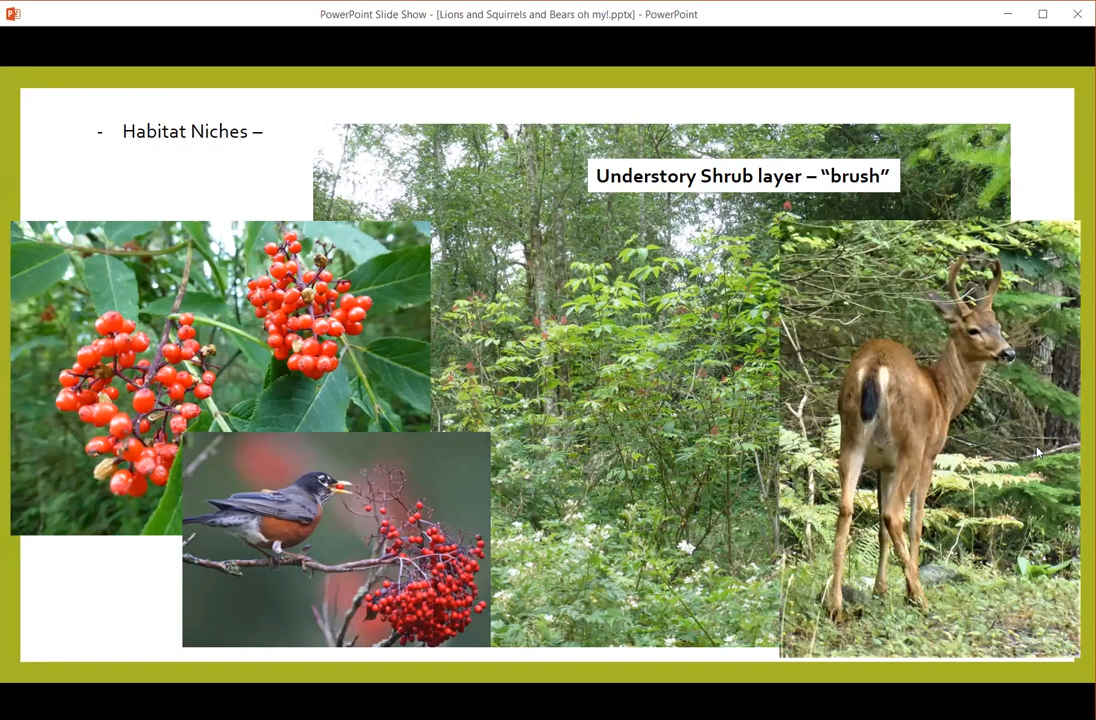 PowerPoint Slide Show - [Lions and Squirrels and Bears oh my!.pptx] - PowerPoint
- Habitat Niches –
Understory Shrub layer – “brush”